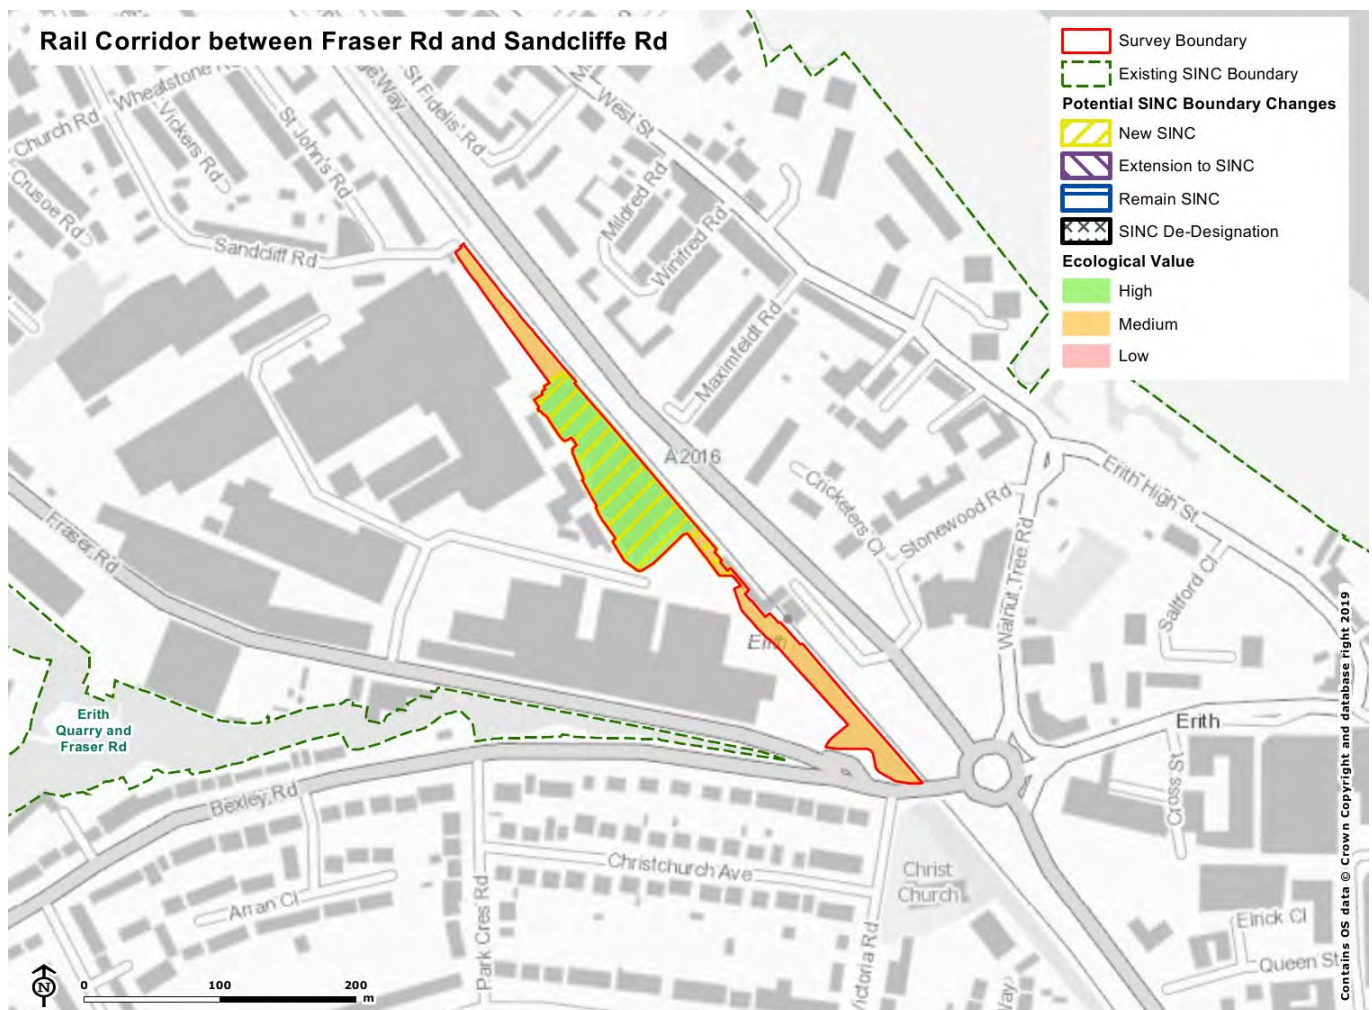 Rail Corridor between Fraser Rd and Sandcliffe Rd
Survey Boundary
Existing SINC Boundary
Potential SINC Boundary Changes
New SINC
Extension to SINC
Remain SINC
SINC De-Designation
Ecological Value
High
Medium
Low
Church Rd
Wheatstone Rd
Vickers Rd
St John's Rd
Crusoe Rd
Sandcliff Rd
Way
St Fidelis' Rd
West St
Mildred Rd
Winifred Rd
Maximfeldt Rd
A2016
Cricketers Cl
Stonewood Rd
Walnut Tree Rd
Erith High St
Saltford Cl
Fraser Rd
Erith
Erith
Quarry and
Fraser Rd
Erith
Cross St
Bexley Rd
Christchurch Ave
Arran Cl
Park Cres Rd
Victoria Rd
Christ
Church
Elrick Cl
Queen St
Way
N
0 100 200
m
Contains OS data © Crown Copyright and database right 2019